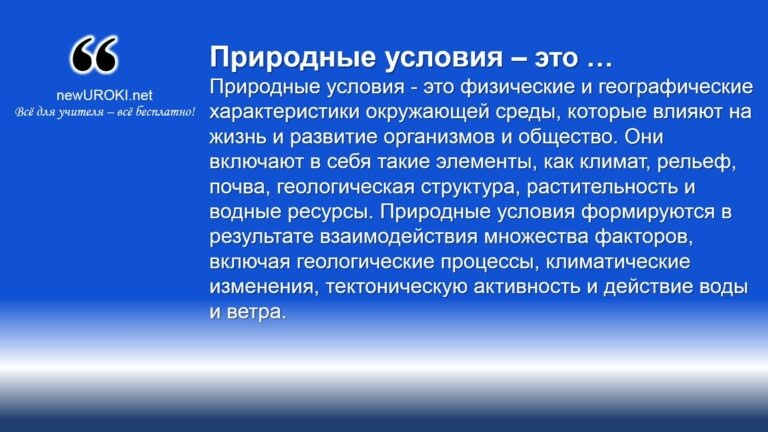 newUROKI.net
Всё для учителя – всё бесплатно!
Природные условия – это …
Природные условия - это физические и географические
характеристики окружающей среды, которые влияют на
жизнь и развитие организмов и общество. Они
включают в себя такие элементы, как климат, рельеф,
почва, геологическая структура, растительность и
водные ресурсы. Природные условия формируются в
результате взаимодействия множества факторов,
включая геологические процессы, климатические
изменения, тектоническую активность и действие воды
и ветра.